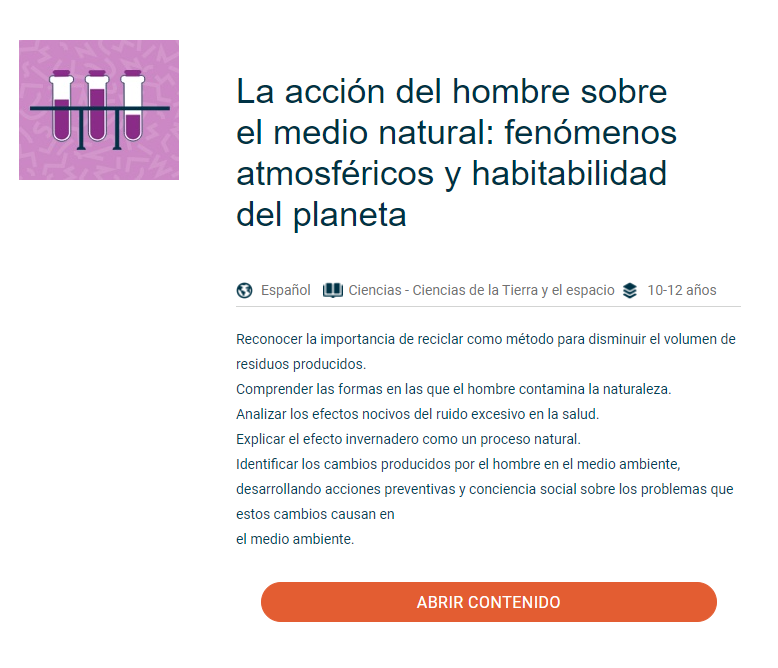 La acción del hombre sobre
el medio natural: fenómenos
atmosféricos y habitabilidad
del planeta
Español Ciencias - Ciencias de la Tierra y el espacio 10-12 años
Reconocer la importancia de reciclar como método para disminuir el volumen de
residuos producidos.
Comprender las formas en las que el hombre contamina la naturaleza.
Analizar los efectos nocivos del ruido excesivo en la salud.
Explicar el efecto invernadero como un proceso natural.
Identificar los cambios producidos por el hombre en el medio ambiente,
desarrollando acciones preventivas y conciencia social sobre los problemas que
estos cambios causan en
el medio ambiente.
ABRIR CONTENIDO